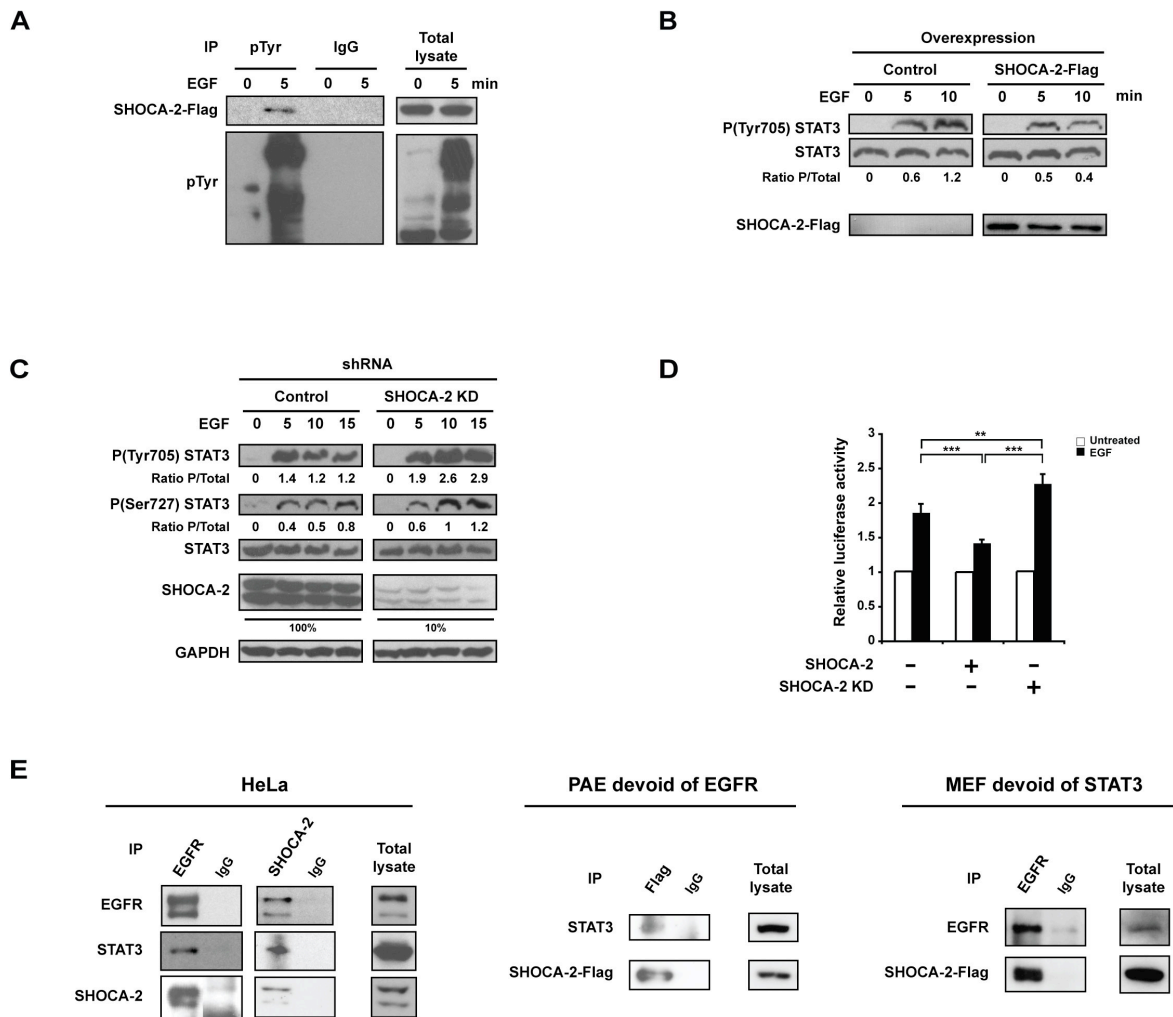 A
IP pTyr IgG Total lysate
EGF 0 5 0 5 0 5 min
SHOCA-2-Flag
pTyr
B
Overexpression
Control SHOCA-2-Flag
EGF 0 5 10 0 5 10 min
P(Tyr705) STAT3
STAT3
Ratio P/Total 0 0.6 1.2 0 0.5 0.4
SHOCA-2-Flag
C
shRNA
Control SHOCA-2 KD
EGF 0 5 10 15 0 5 10 15
P(Tyr705) STAT3
Ratio P/Total 0 1.4 1.2 1.2 0 1.9 2.6 2.9
P(Ser727) STAT3
Ratio P/Total 0 0.4 0.5 0.8 0 0.6 1 1.2
STAT3
SHOCA-2
100% 10%
GAPDH
D
Relative luciferase activity
3
2.5
2
1.5
1
0.5
0
**
*** ***
Untreated
EGF
SHOCA-2 - + -
SHOCA-2 KD - - +
E
HeLa
IP EGFR IgG SHOCA-2 IgG Total lysate
EGFR
STAT3
SHOCA-2
PAE devoid of EGFR
IP Flag IgG Total lysate
STAT3
SHOCA-2-Flag
MEF devoid of STAT3
IP EGFR IgG Total lysate
EGFR
SHOCA-2-Flag